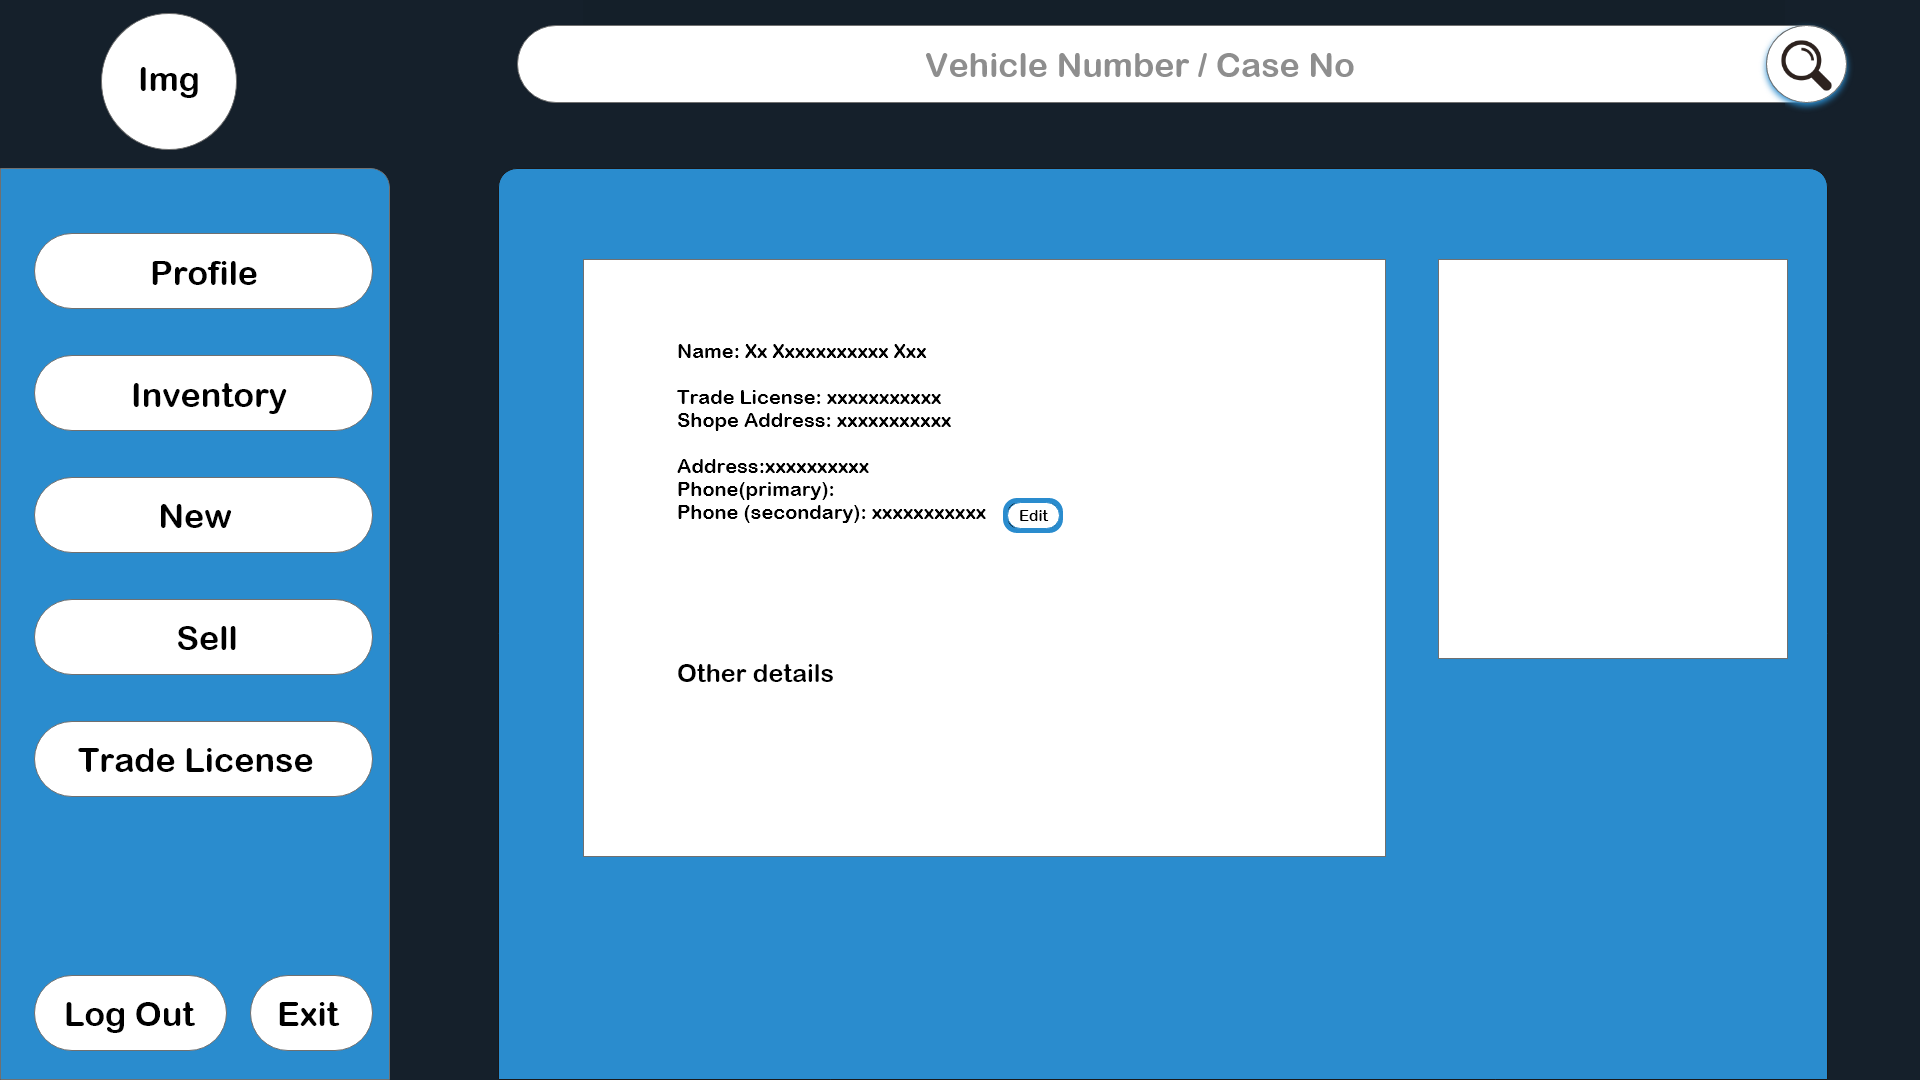 Img
Vehicle Number / Case No
Profile
Inventory
New
Sell
Trade License
Log Out
Exit
Name: Xx Xxxxxxxxxxx Xxx
Trade License: xxxxxxxxxxx
Shope Address: xxxxxxxxxxx
Address:xxxxxxxxxx
Phone(primary):
Phone (secondary): xxxxxxxxxxx
Edit
Other details